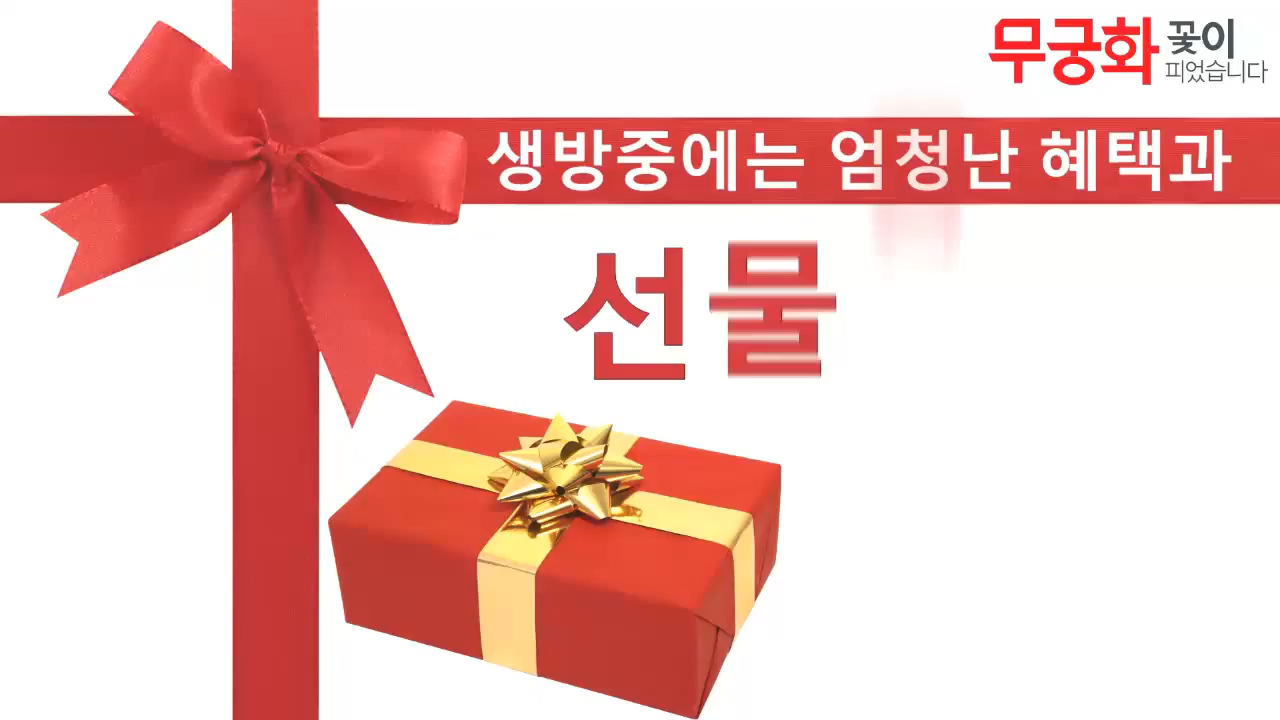 무궁화 꽃이
피었습니다
생방중에는 엄청난 혜택과
선물